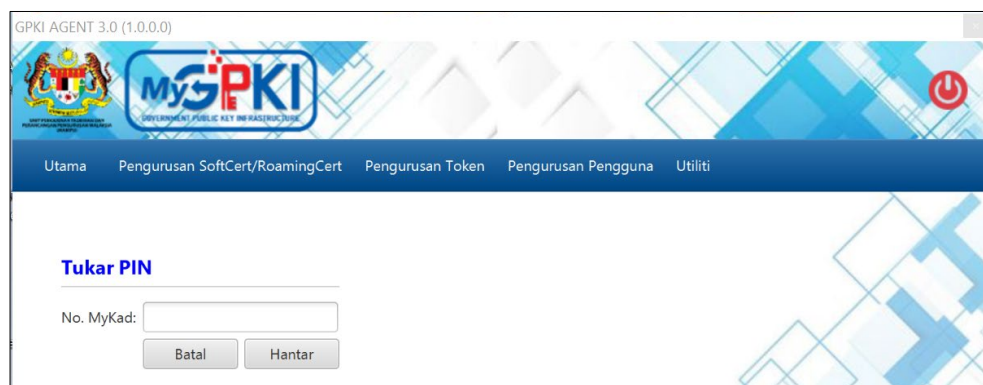 GPKI AGENT 3.0 (1.0.0.0)
MyGPKI
GOVERNMENT PUBLIC KEY INFRASTRUCTURE
Utama Pengurusan SoftCert/RoamingCert Pengurusan Token Pengurusan Pengguna Utiliti
Tukar PIN
No. MyKad:
Batal Hantar